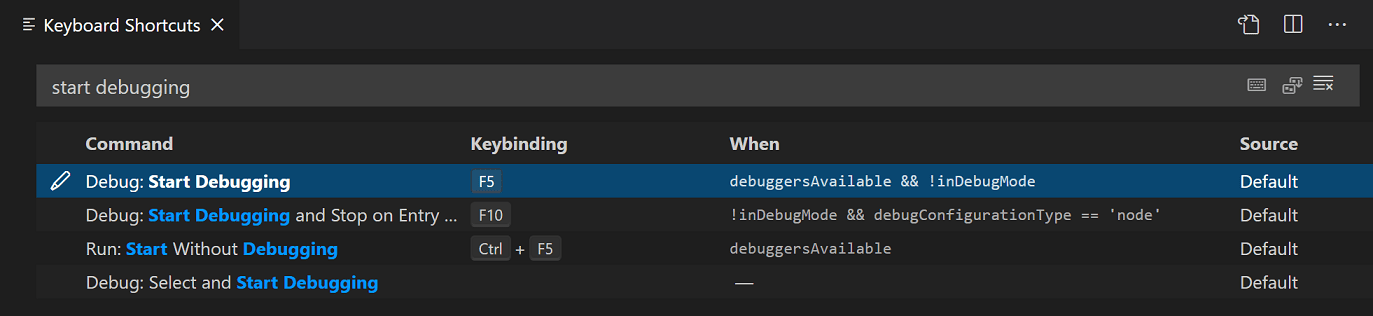 Keyboard Shortcuts
start debugging
Command Keybinding When Source
Debug: Start Debugging F5 debuggersAvailable && !inDebugMode Default
Debug: Start Debugging and Stop on Entry ... F10 !inDebugMode && debugConfigurationType == 'node' Default
Run: Start Without Debugging Ctrl + F5 debuggersAvailable Default
Debug: Select and Start Debugging — Default